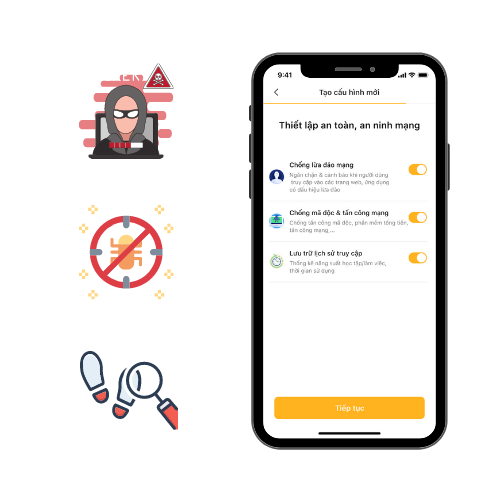 9:41
Tạo cấu hình mới
Thiết lập an toàn, an ninh mạng
Chống lừa đảo mạng
Ngăn chặn & cảnh báo khi người dùng
truy cập vào các trang web, ứng dụng
có dấu hiệu lừa đảo
Chống mã độc & tấn công mạng
Chống tấn công mã độc, phần mềm tống tiền,
tấn công mạng,...
Lưu trữ lịch sử truy cập
Thống kê năng suất học tập/làm việc,
thời gian sử dụng
Tiếp tục